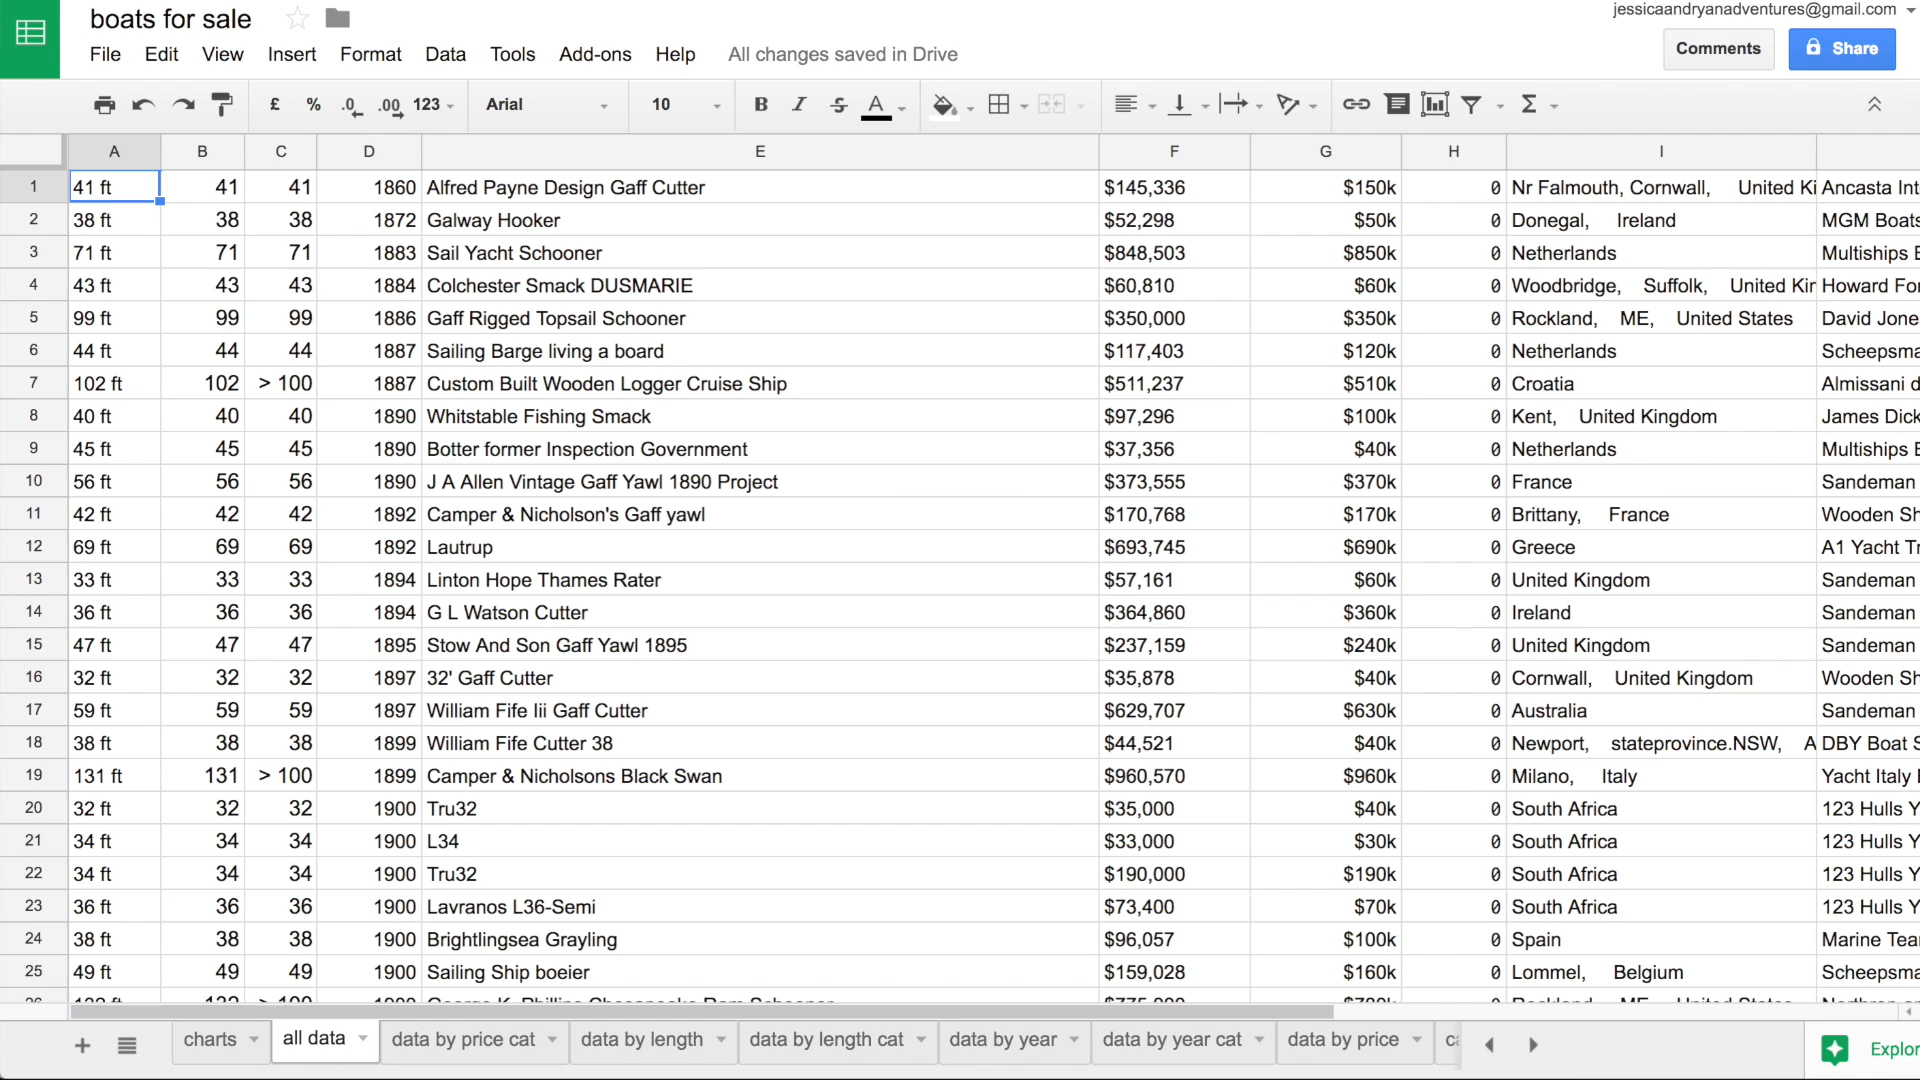 boats for sale
jessicaandryanadventures@gmail.com
File Edit View Insert Format Data Tools Add-ons Help All changes saved in Drive
Comments Share
£ % .0 .00 123 Arial 10 B I S A Σ
A B C D E F G H I
1 41 ft 41 41 1860 Alfred Payne Design Gaff Cutter $145,336 $150k 0 Nr Falmouth, Cornwall, United Ki Ancasta Int
2 38 ft 38 38 1872 Galway Hooker $52,298 $50k 0 Donegal, Ireland MGM Boats
3 71 ft 71 71 1883 Sail Yacht Schooner $848,503 $850k 0 Netherlands Multiships B
4 43 ft 43 43 1884 Colchester Smack DUSMARIE $60,810 $60k 0 Woodbridge, Suffolk, United Kin Howard For
5 99 ft 99 99 1886 Gaff Rigged Topsail Schooner $350,000 $350k 0 Rockland, ME, United States David Jone
6 44 ft 44 44 1887 Sailing Barge living a board $117,403 $120k 0 Netherlands Scheepsma
7 102 ft 102 > 100 1887 Custom Built Wooden Logger Cruise Ship $511,237 $510k 0 Croatia Almissani d
8 40 ft 40 40 1890 Whitstable Fishing Smack $97,296 $100k 0 Kent, United Kingdom James Dick
9 45 ft 45 45 1890 Botter former Inspection Government $37,356 $40k 0 Netherlands Multiships B
10 56 ft 56 56 1890 J A Allen Vintage Gaff Yawl 1890 Project $373,555 $370k 0 France Sandeman
11 42 ft 42 42 1892 Camper & Nicholson's Gaff yawl $170,768 $170k 0 Brittany, France Wooden Sh
12 69 ft 69 69 1892 Lautrup $693,745 $690k 0 Greece A1 Yacht Tr
13 33 ft 33 33 1894 Linton Hope Thames Rater $57,161 $60k 0 United Kingdom Sandeman
14 36 ft 36 36 1894 G L Watson Cutter $364,860 $360k 0 Ireland Sandeman
15 47 ft 47 47 1895 Stow And Son Gaff Yawl 1895 $237,159 $240k 0 United Kingdom Sandeman
16 32 ft 32 32 1897 32' Gaff Cutter $35,878 $40k 0 Cornwall, United Kingdom Wooden Sh
17 59 ft 59 59 1897 William Fife Iii Gaff Cutter $629,707 $630k 0 Australia Sandeman
18 38 ft 38 38 1899 William Fife Cutter 38 $44,521 $40k 0 Newport, stateprovince.NSW, A DBY Boat S
19 131 ft 131 > 100 1899 Camper & Nicholsons Black Swan $960,570 $960k 0 Milano, Italy Yacht Italy
20 32 ft 32 32 1900 Tru32 $35,000 $40k 0 South Africa 123 Hulls Y
21 34 ft 34 34 1900 L34 $33,000 $30k 0 South Africa 123 Hulls Y
22 34 ft 34 34 1900 Tru32 $190,000 $190k 0 South Africa 123 Hulls Y
23 36 ft 36 36 1900 Lavranos L36-Semi $73,400 $70k 0 South Africa 123 Hulls Y
24 38 ft 38 38 1900 Brightlingsea Grayling $96,057 $100k 0 Spain Marine Tea
25 49 ft 49 49 1900 Sailing Ship boeier $159,028 $160k 0 Lommel, Belgium Scheepsma
charts all data data by price cat data by length data by length cat data by year data by year cat data by price Explor